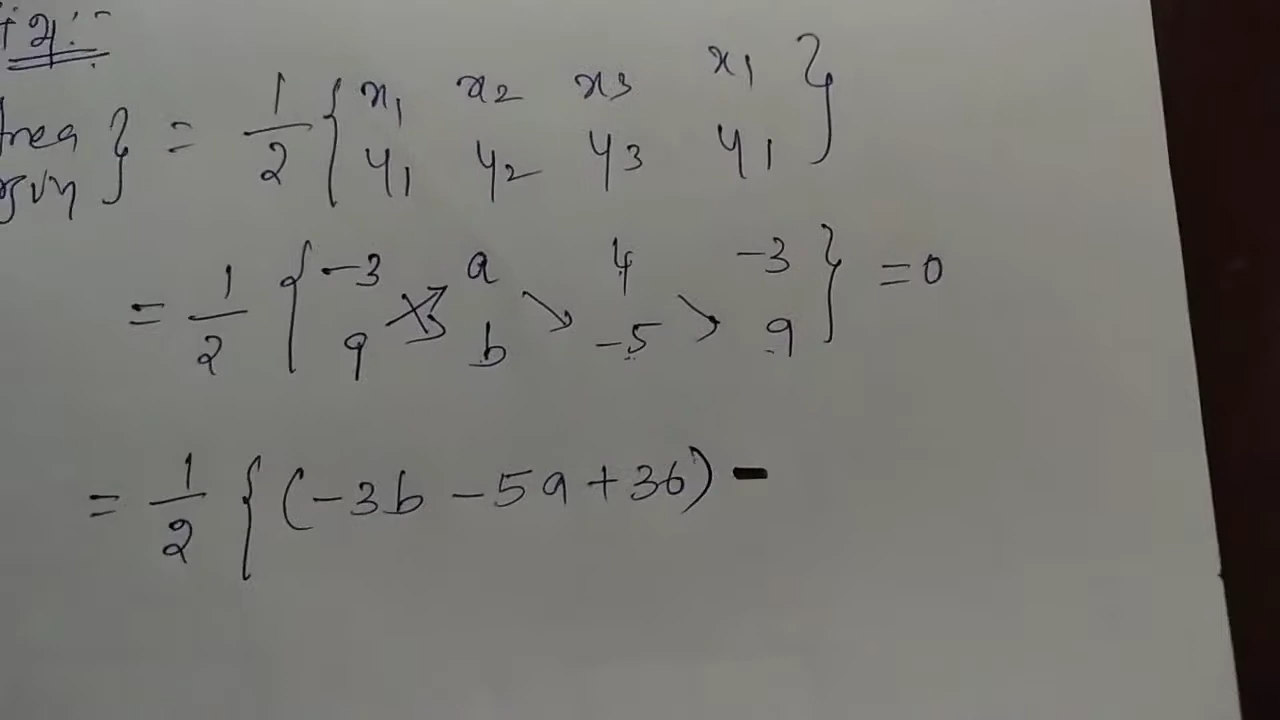 Area } = 1/2 { x1 x2 x3 x1
y1 y2 y3 y1 }
= 1/2 { -3 a 4 -3
9 b -5 9 } = 0
= 1/2 { (-3b - 5a + 36) -